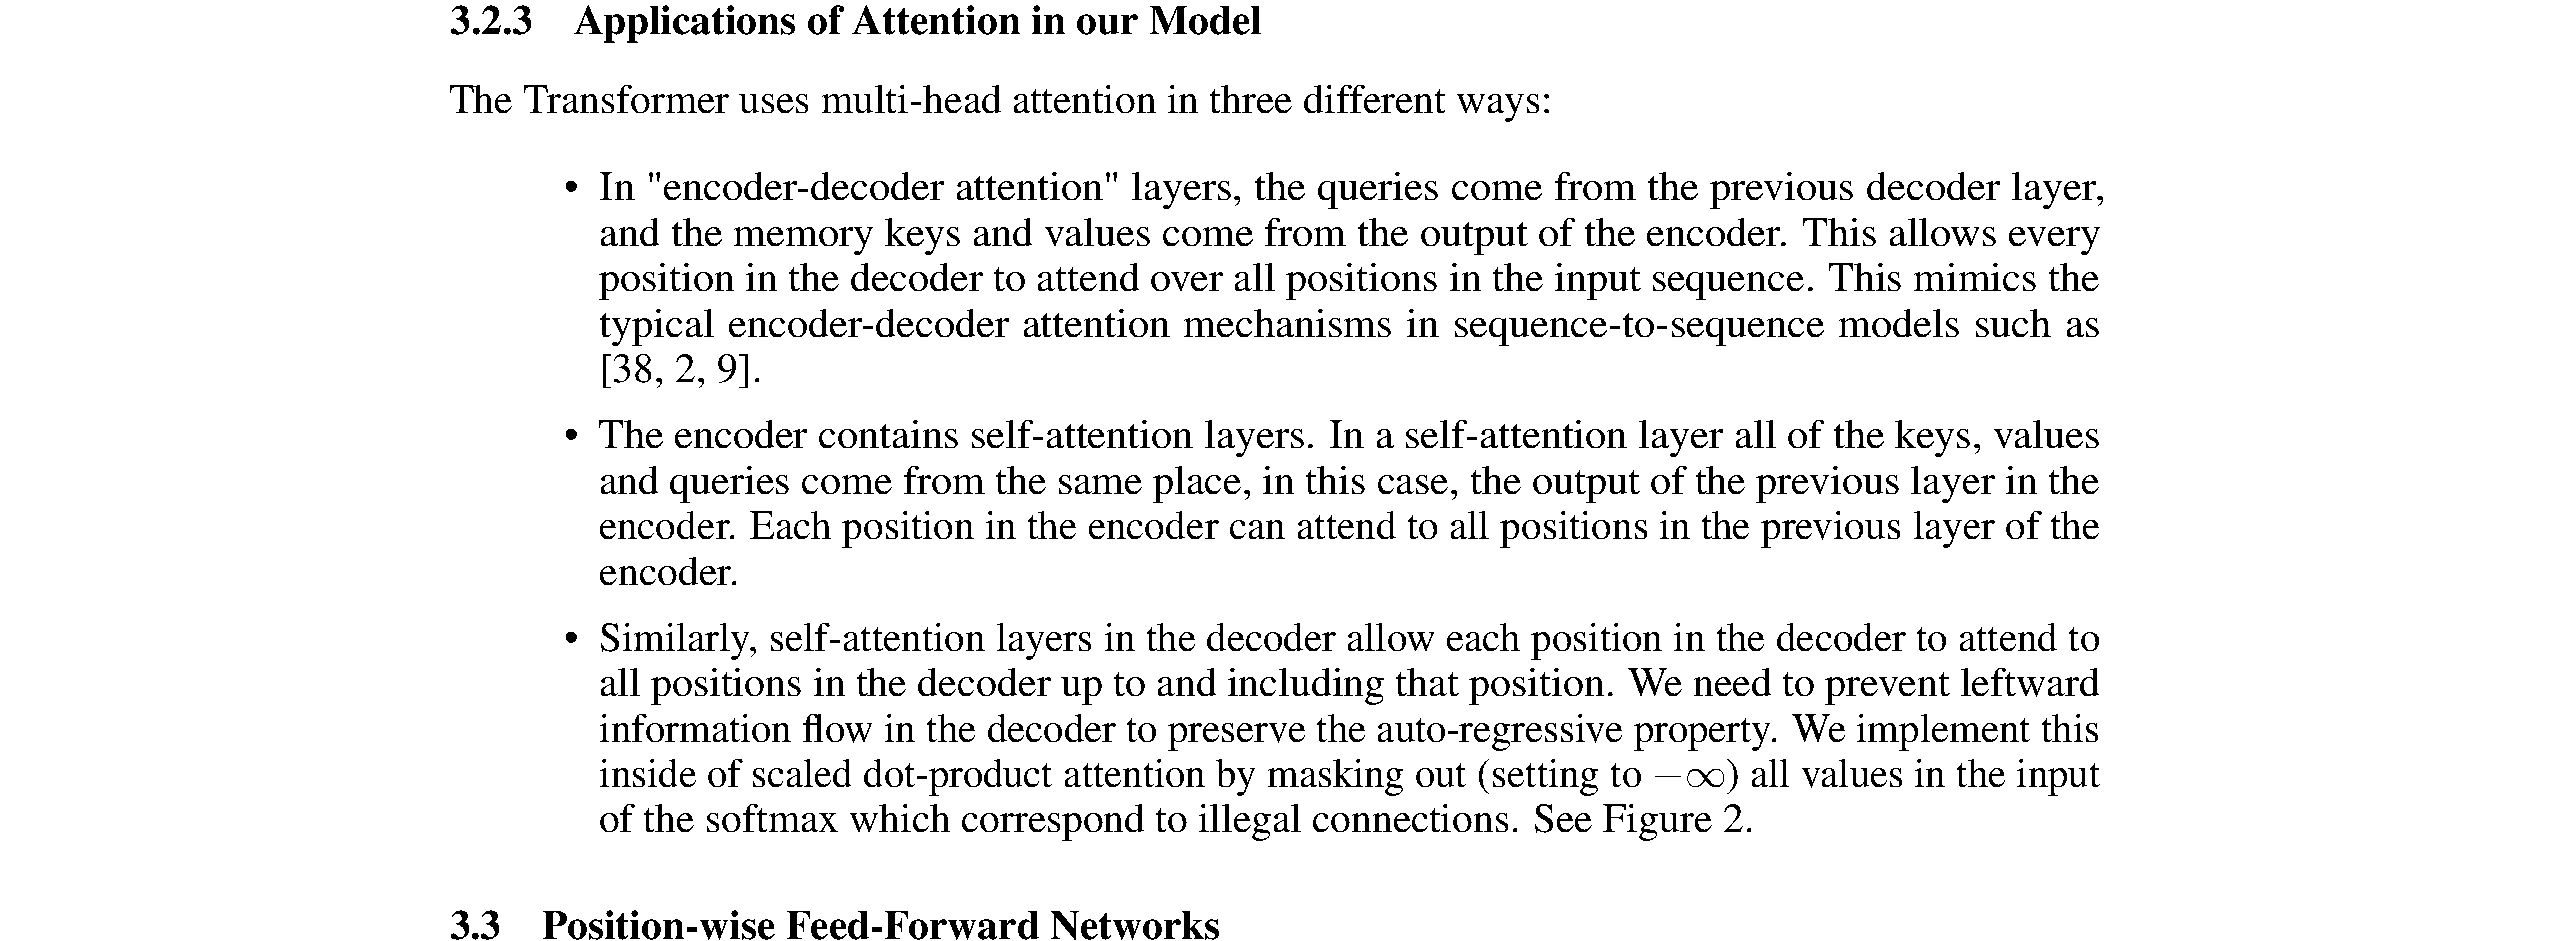 3.2.3 Applications of Attention in our Model
The Transformer uses multi-head attention in three different ways:
• In "encoder-decoder attention" layers, the queries come from the previous decoder layer,
and the memory keys and values come from the output of the encoder. This allows every
position in the decoder to attend over all positions in the input sequence. This mimics the
typical encoder-decoder attention mechanisms in sequence-to-sequence models such as
[38, 2, 9].
• The encoder contains self-attention layers. In a self-attention layer all of the keys, values
and queries come from the same place, in this case, the output of the previous layer in the
encoder. Each position in the encoder can attend to all positions in the previous layer of the
encoder.
• Similarly, self-attention layers in the decoder allow each position in the decoder to attend to
all positions in the decoder up to and including that position. We need to prevent leftward
information flow in the decoder to preserve the auto-regressive property. We implement this
inside of scaled dot-product attention by masking out (setting to −∞) all values in the input
of the softmax which correspond to illegal connections. See Figure 2.
3.3 Position-wise Feed-Forward Networks